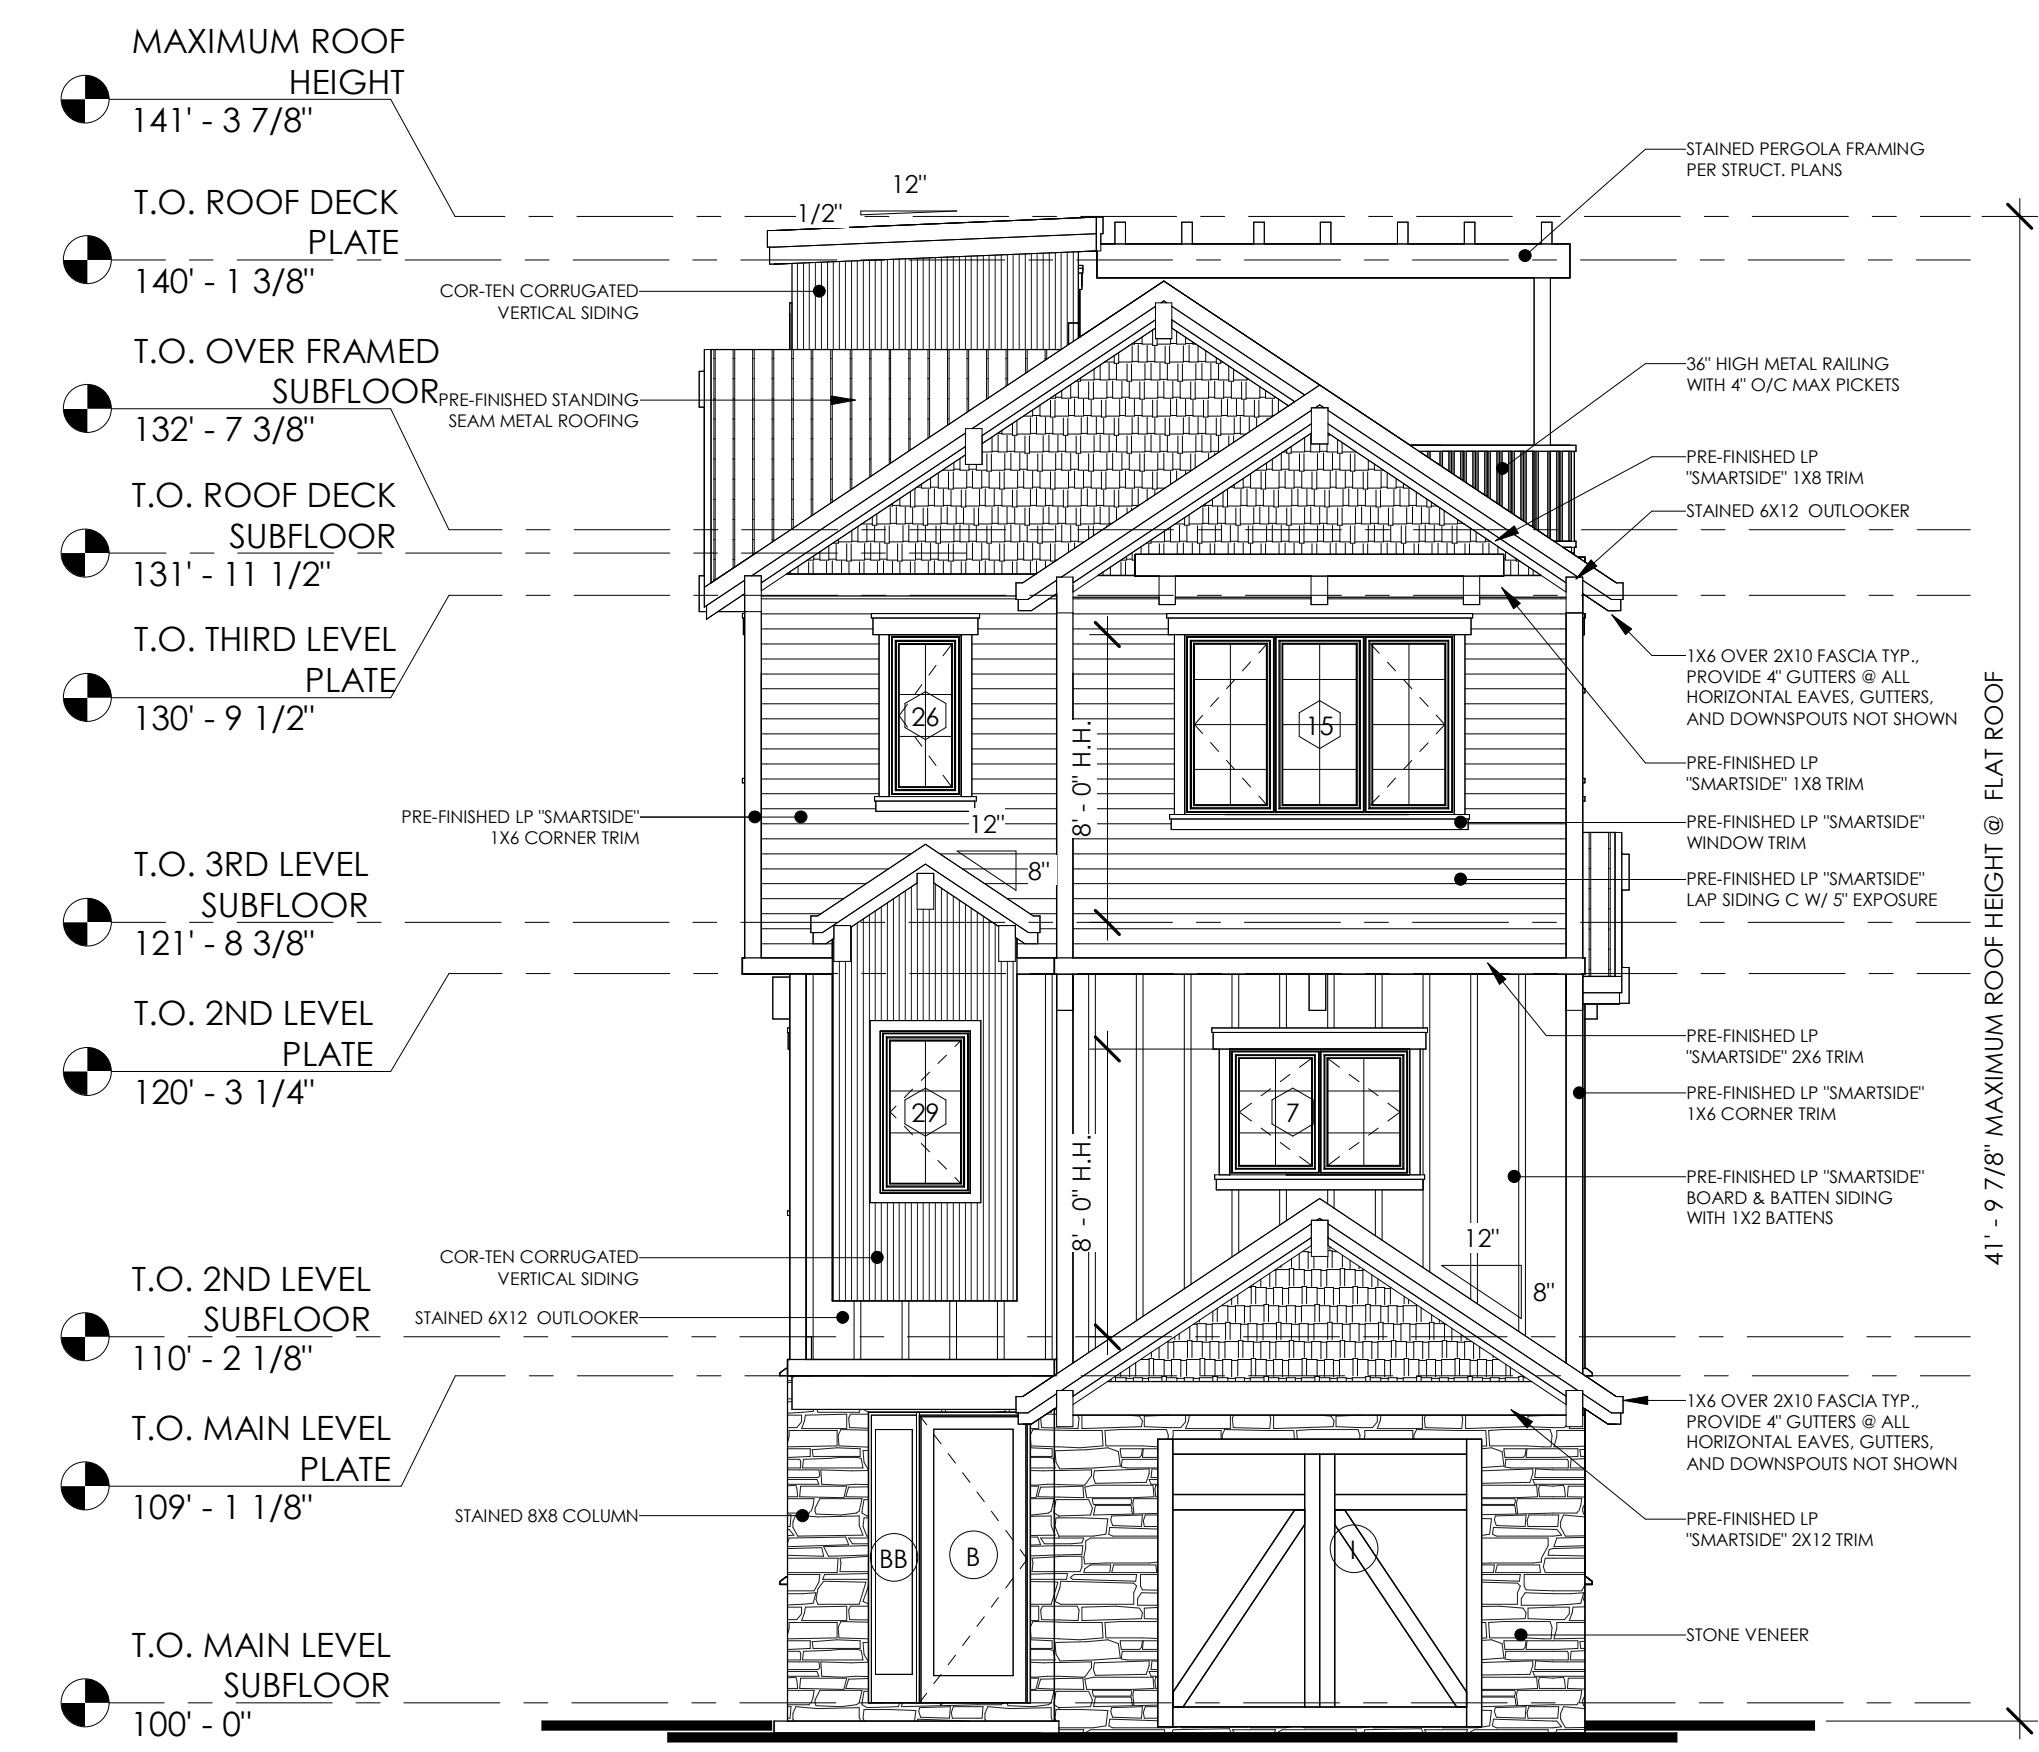 MAXIMUM ROOF
HEIGHT
141' - 3 7/8"
T.O. ROOF DECK
PLATE
140' - 1 3/8"
T.O. OVER FRAMED
SUBFLOOR
132' - 7 3/8"
T.O. ROOF DECK
SUBFLOOR
131' - 11 1/2"
T.O. THIRD LEVEL
PLATE
130' - 9 1/2"
T.O. 3RD LEVEL
SUBFLOOR
121' - 8 3/8"
T.O. 2ND LEVEL
PLATE
120' - 3 1/4"
T.O. 2ND LEVEL
SUBFLOOR
110' - 2 1/8"
T.O. MAIN LEVEL
PLATE
109' - 1 1/8"
T.O. MAIN LEVEL
SUBFLOOR
100' - 0"
COR-TEN CORRUGATED
VERTICAL SIDING
PRE-FINISHED STANDING
SEAM METAL ROOFING
PRE-FINISHED LP "SMARTSIDE"
1X6 CORNER TRIM
COR-TEN CORRUGATED
VERTICAL SIDING
STAINED 6X12 OUTLOOKER
STAINED 8X8 COLUMN
12"
1/2"
26
15
8' - 0" H.H.
12"
8"
29
7
8' - 0" H.H.
12"
8"
BB
B
I
STAINED PERGOLA FRAMING
PER STRUCT. PLANS
36" HIGH METAL RAILING
WITH 4" O/C MAX PICKETS
PRE-FINISHED LP
"SMARTSIDE" 1X8 TRIM
STAINED 6X12 OUTLOOKER
1X6 OVER 2X10 FASCIA TYP.,
PROVIDE 4" GUTTERS @ ALL
HORIZONTAL EAVES, GUTTERS,
AND DOWNSPOUTS NOT SHOWN
PRE-FINISHED LP
"SMARTSIDE" 1X8 TRIM
PRE-FINISHED LP "SMARTSIDE"
WINDOW TRIM
PRE-FINISHED LP "SMARTSIDE"
LAP SIDING C W/ 5" EXPOSURE
PRE-FINISHED LP
"SMARTSIDE" 2X6 TRIM
PRE-FINISHED LP "SMARTSIDE"
1X6 CORNER TRIM
PRE-FINISHED LP "SMARTSIDE"
BOARD & BATTEN SIDING
WITH 1X2 BATTENS
1X6 OVER 2X10 FASCIA TYP.,
PROVIDE 4" GUTTERS @ ALL
HORIZONTAL EAVES, GUTTERS,
AND DOWNSPOUTS NOT SHOWN
PRE-FINISHED LP
"SMARTSIDE" 2X12 TRIM
STONE VENEER
41' - 9 7/8" MAXIMUM ROOF HEIGHT @ FLAT ROOF